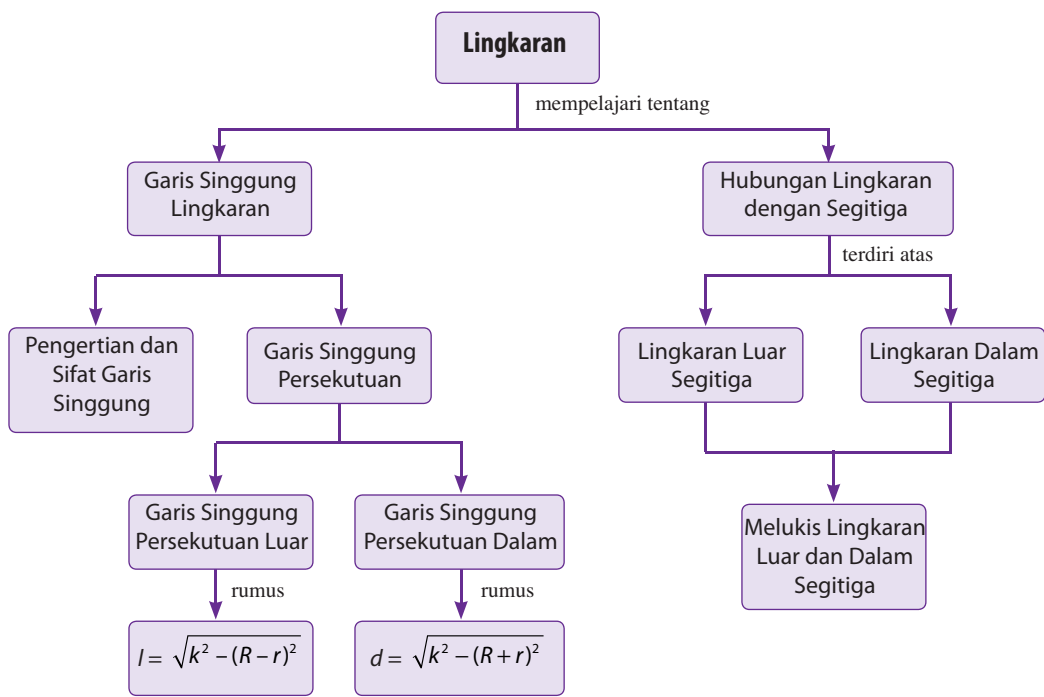 Lingkaran
mempelajari tentang
Garis Singgung
Lingkaran
Hubungan Lingkaran
dengan Segitiga
terdiri atas
Pengertian dan
Sifat Garis
Singgung
Garis Singgung
Persekutuan
Lingkaran Luar
Segitiga
Lingkaran Dalam
Segitiga
Garis Singgung
Persekutuan Luar
Garis Singgung
Persekutuan Dalam
Melukis Lingkaran
Luar dan Dalam
Segitiga
rumus
rumus
l = √(k² – (R – r)²)
d = √(k² – (R + r)²)